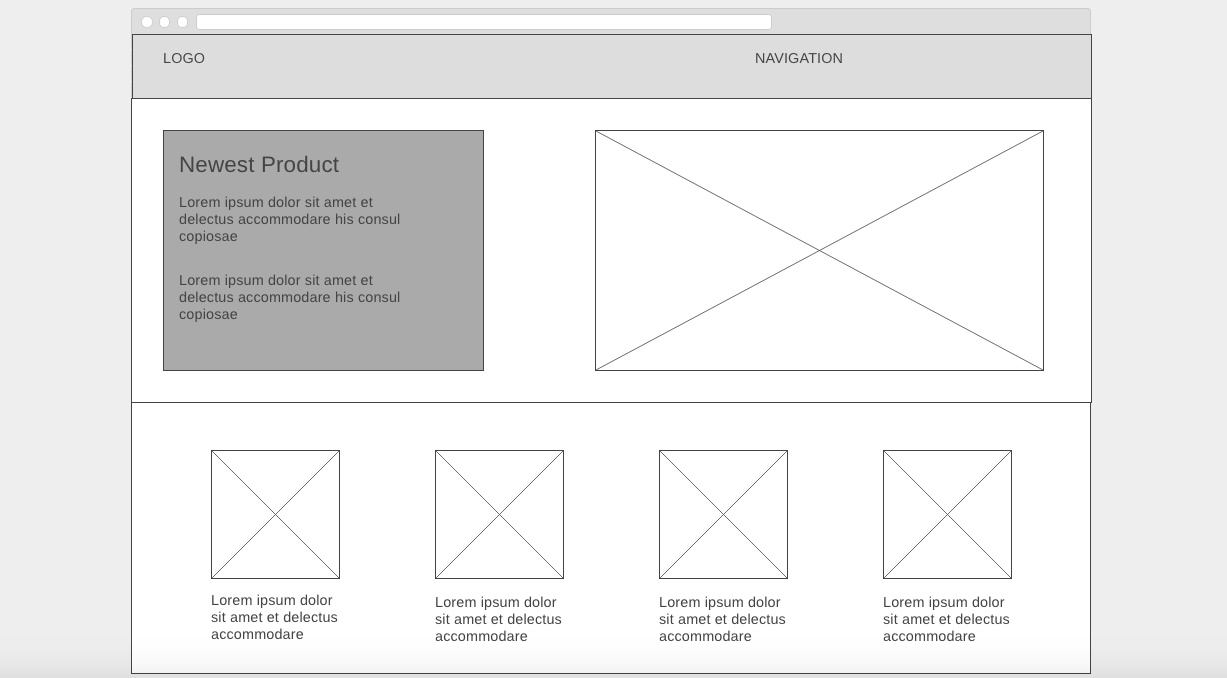 LOGO
NAVIGATION
Newest Product
Lorem ipsum dolor sit amet et
delectus accommodare his consul
copiosae
Lorem ipsum dolor sit amet et
delectus accommodare his consul
copiosae
Lorem ipsum dolor
sit amet et delectus
accommodare
Lorem ipsum dolor
sit amet et delectus
accommodare
Lorem ipsum dolor
sit amet et delectus
accommodare
Lorem ipsum dolor
sit amet et delectus
accommodare